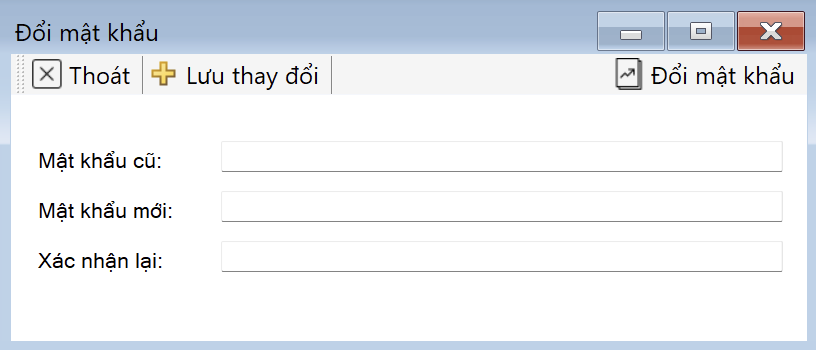 Đổi mật khẩu
Thoát Lưu thay đổi Đổi mật khẩu
Mật khẩu cũ:
Mật khẩu mới:
Xác nhận lại: